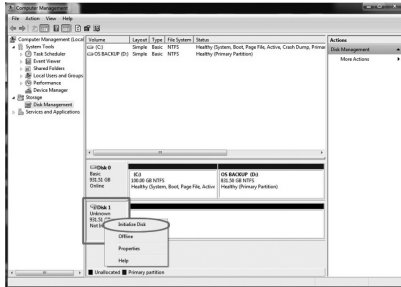 Computer Management
File Action View Help
Computer Management (Local
System Tools
Task Scheduler
Event Viewer
Shared Folders
Local Users and Groups
Performance
Device Manager
Storage
Disk Management
Services and Applications
Volume Layout Type File System Status
(C:) Simple Basic NTFS Healthy (System, Boot, Page File, Active, Crash Dump, Primar
OS BACKUP (D:) Simple Basic NTFS Healthy (Primary Partition)
Actions
Disk Management
More Actions
Disk 0
Basic
931.51 GB
Online
(C:)
100.00 GB NTFS
Healthy (System, Boot, Page File, Active
OS BACKUP (D:)
831.50 GB NTFS
Healthy (Primary Partition)
Disk 1
Unknown
931.51
Not In
Initialize Disk
Offline
Properties
Help
Unallocated Primary partition